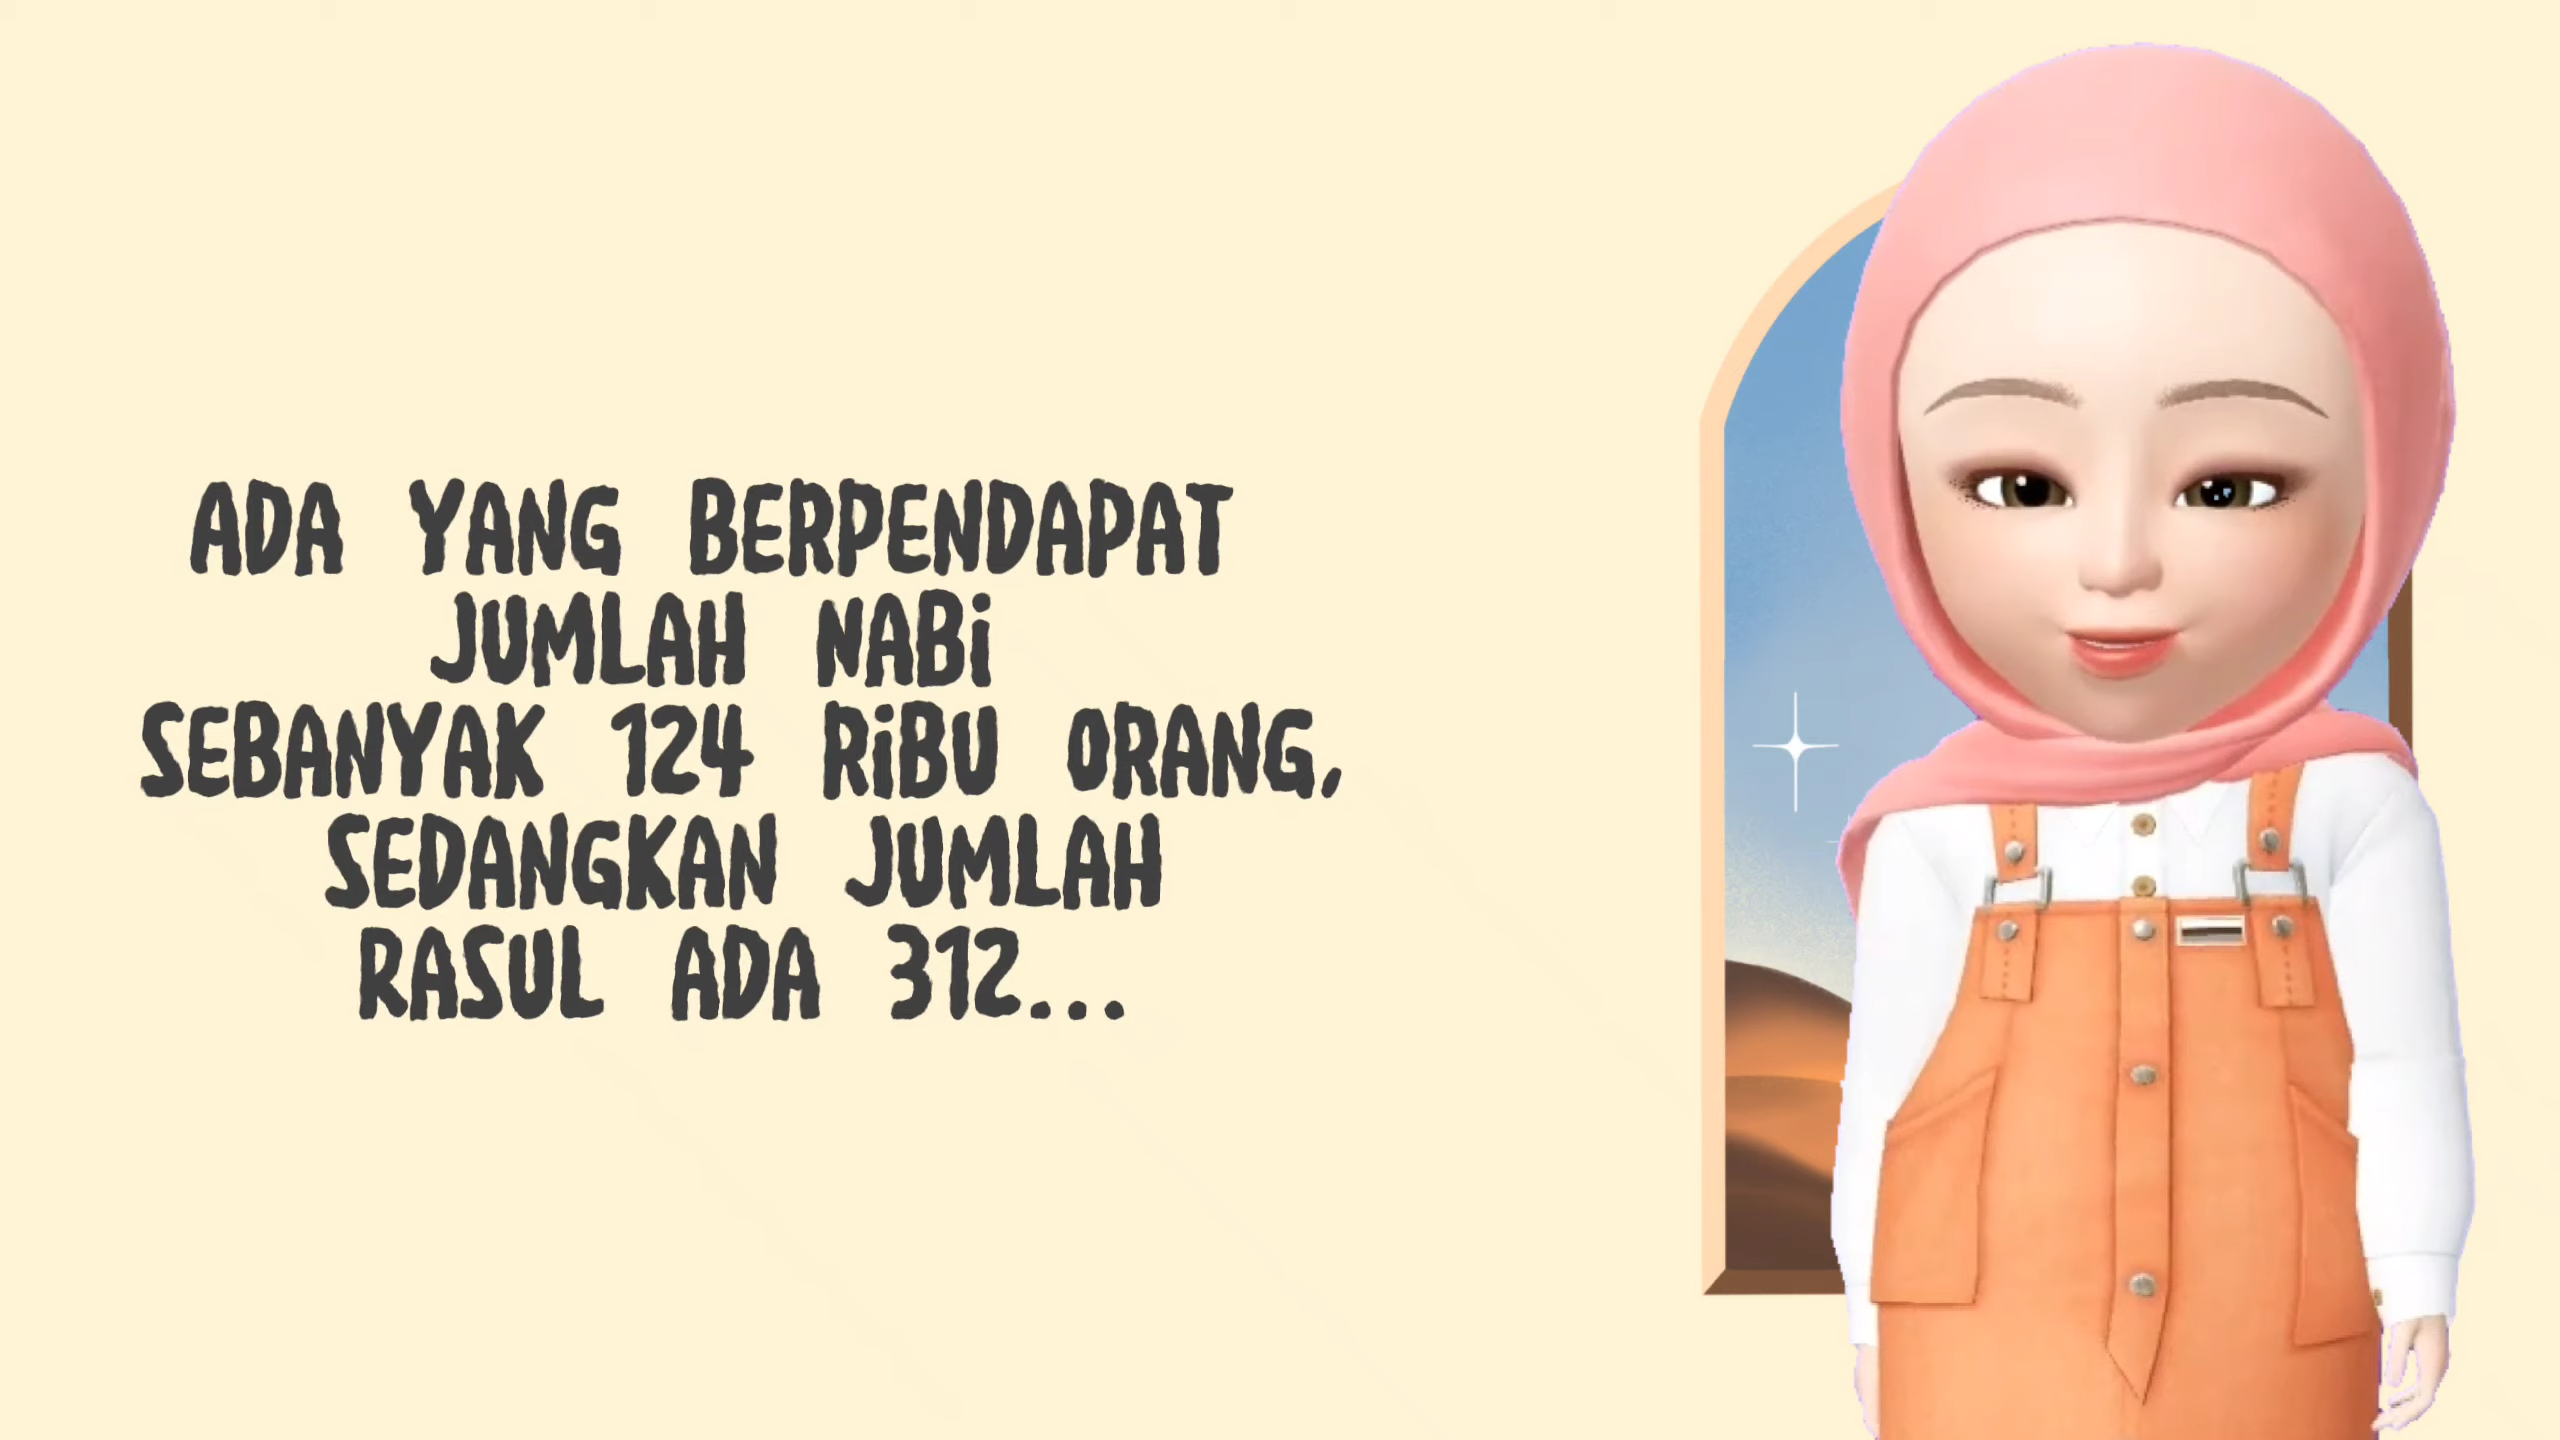 ADA YANG BERPENDAPAT
JUMLAH NABi
SEBANYAK 124 RiBU ORANG,
SEDANGKAN JUMLAH
RASUL ADA 312...